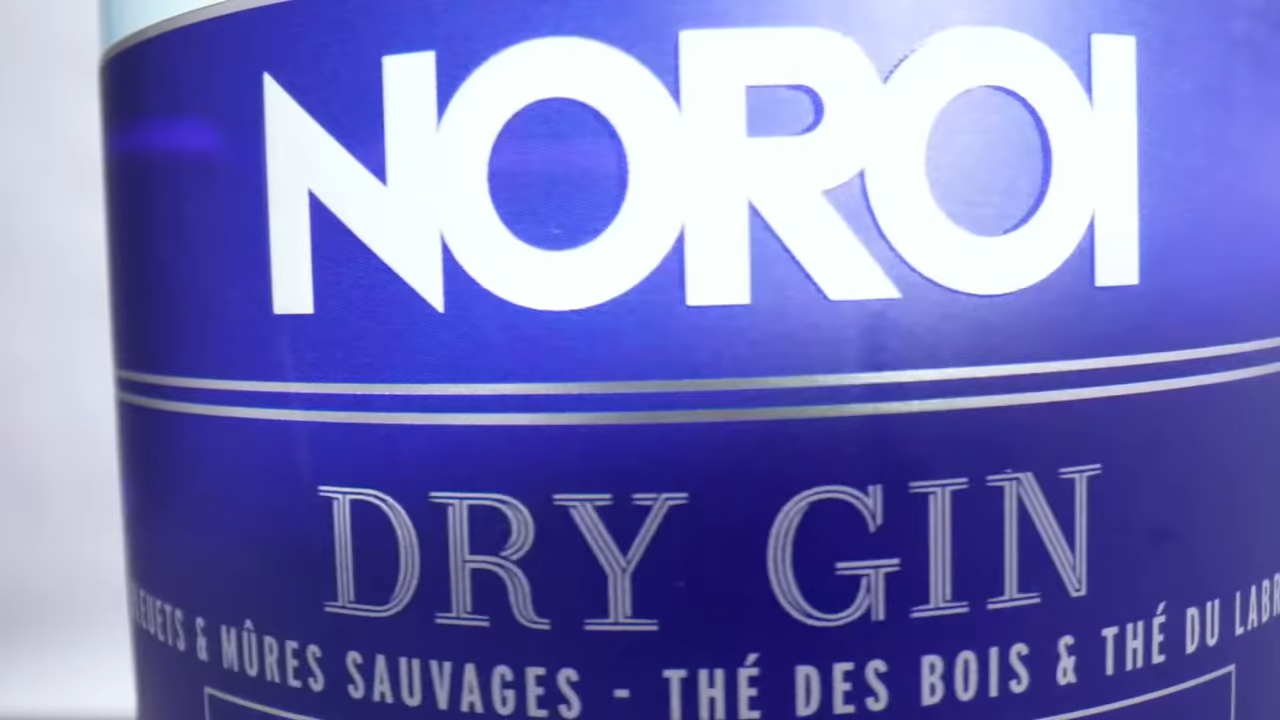 NOROI
DRY GIN
& MÛRES SAUVAGES - THÉ DES BOIS & THÉ DU